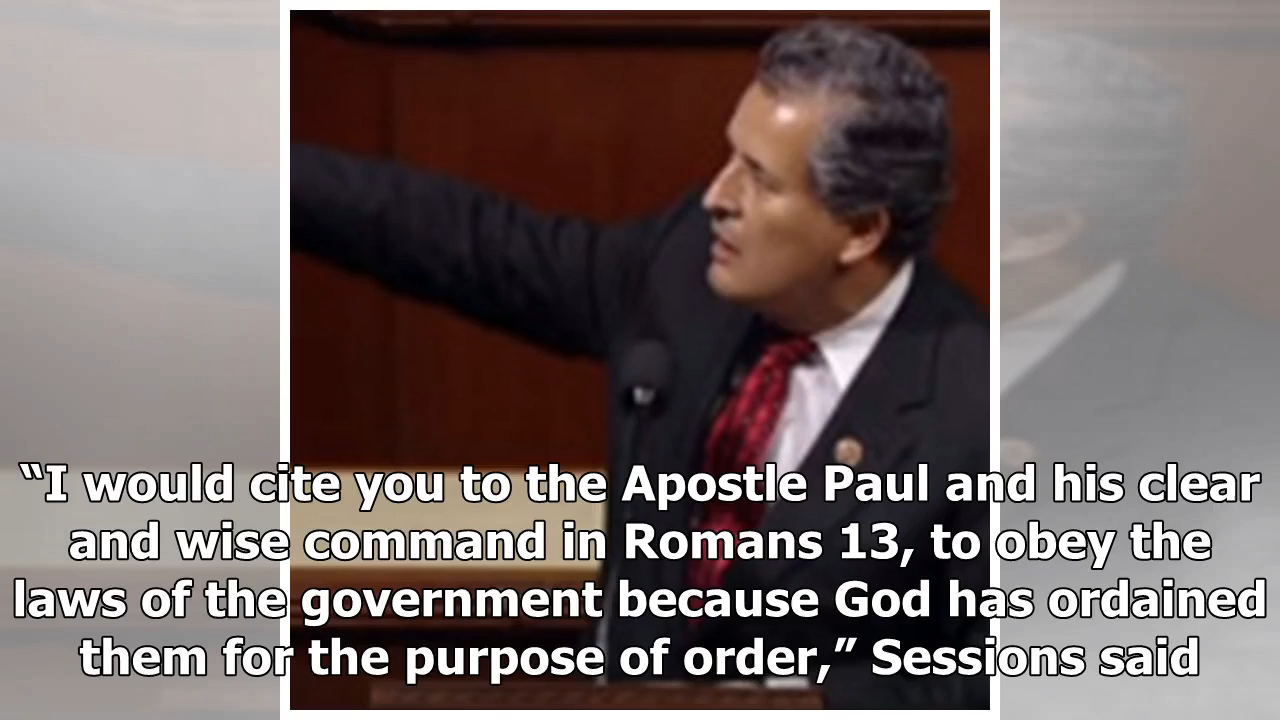 “I would cite you to the Apostle Paul and his clear
and wise command in Romans 13, to obey the
laws of the government because God has ordained
them for the purpose of order,” Sessions said